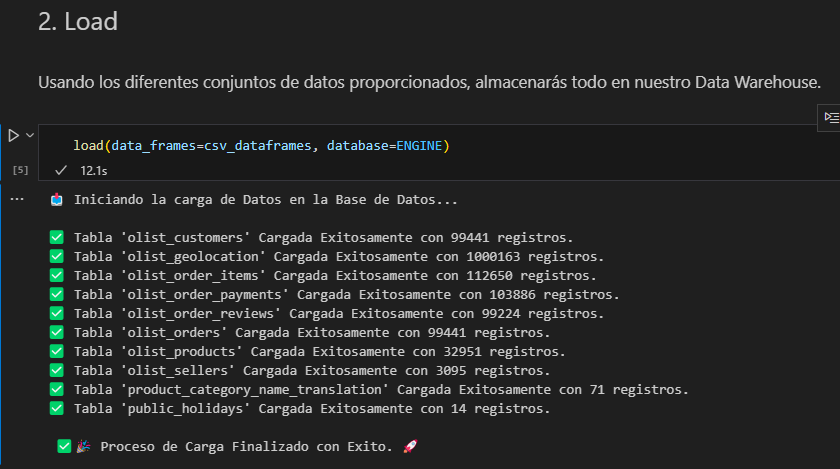 2. Load
Usando los diferentes conjuntos de datos proporcionados, almacenarás todo en nuestro Data Warehouse.
load(data_frames=csv_dataframes, database=ENGINE)
[5] ✓ 12.1s
... 📩 Iniciando la carga de Datos en la Base de Datos...
✅ Tabla 'olist_customers' Cargada Exitosamente con 99441 registros.
✅ Tabla 'olist_geolocation' Cargada Exitosamente con 1000163 registros.
✅ Tabla 'olist_order_items' Cargada Exitosamente con 112650 registros.
✅ Tabla 'olist_order_payments' Cargada Exitosamente con 103886 registros.
✅ Tabla 'olist_order_reviews' Cargada Exitosamente con 99224 registros.
✅ Tabla 'olist_orders' Cargada Exitosamente con 99441 registros.
✅ Tabla 'olist_products' Cargada Exitosamente con 32951 registros.
✅ Tabla 'olist_sellers' Cargada Exitosamente con 3095 registros.
✅ Tabla 'product_category_name_translation' Cargada Exitosamente con 71 registros.
✅ Tabla 'public_holidays' Cargada Exitosamente con 14 registros.
✅🎉 Proceso de Carga Finalizado con Exito. 🚀